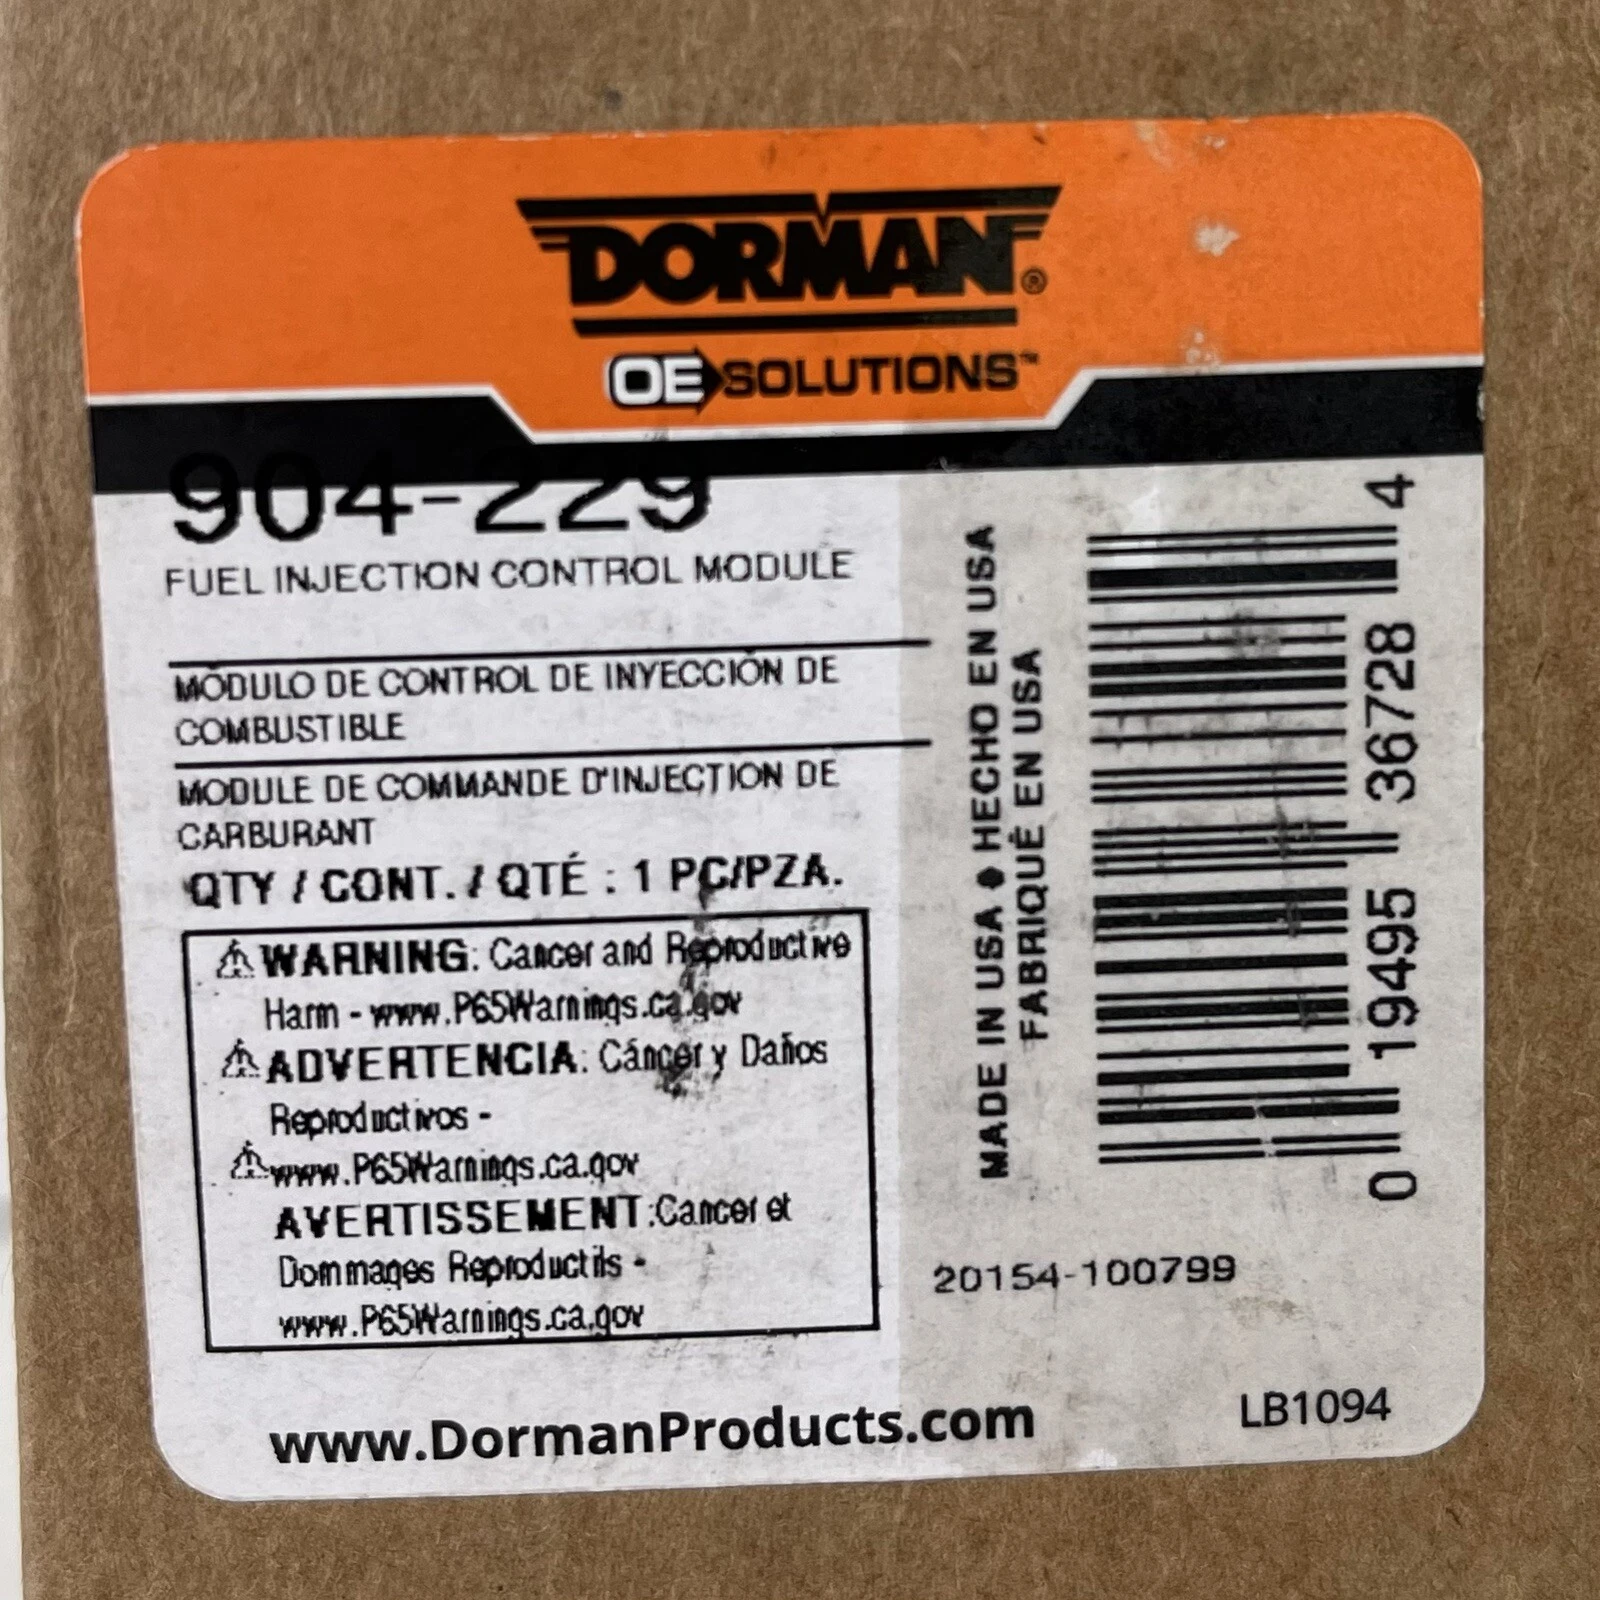 DORMAN®
OE SOLUTIONS™
904-229
FUEL INJECTION CONTROL MODULE
MÓDULO DE CONTROL DE INYECCIÓN DE
COMBUSTIBLE
MODULE DE COMMANDE D'INJECTION DE
CARBURANT
QTY / CONT. / QTÉ : 1 PC/PZA.
⚠WARNING: Cancer and Reproductive
Harm - www.P65Warnings.ca.gov
⚠ADVERTENCIA: Cáncer y Daños
Reproductivos -
⚠www.P65Warnings.ca.gov
AVERTISSEMENT:Cancer et
Dommages Reproductifs -
www.P65Warnings.ca.gov
MADE IN USA ● HECHO EN USA
FABRIQUÉ EN USA
0 19495 36728 4
20154-100799
www.DormanProducts.com
LB1094